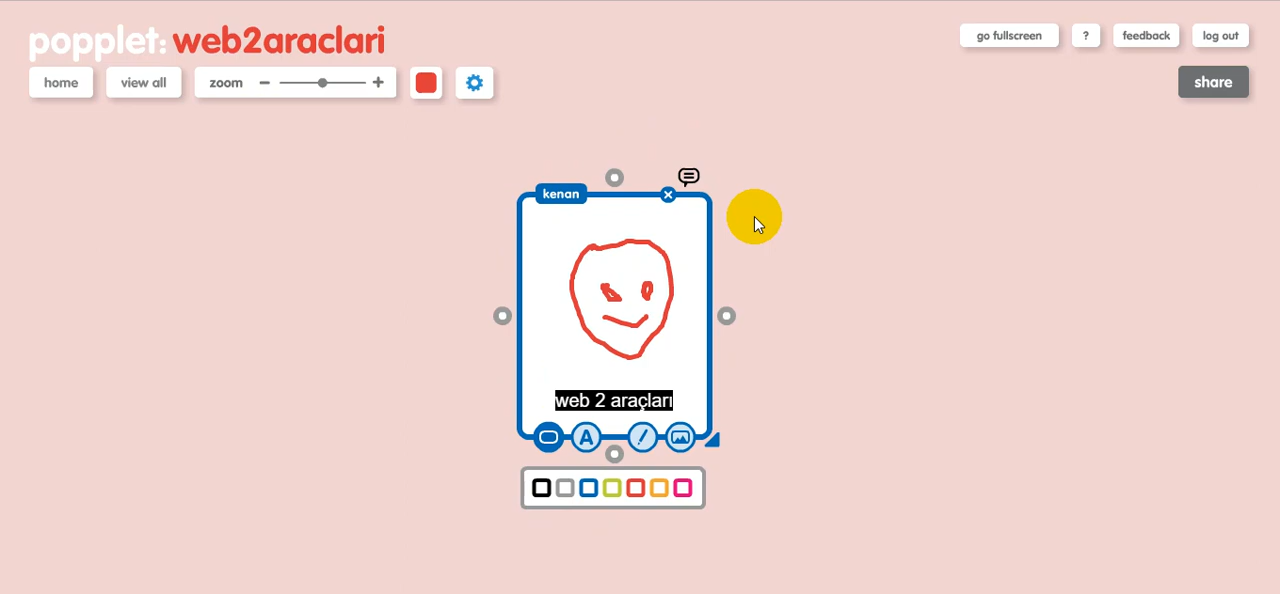 popplet: web2araclari
go fullscreen ? feedback log out
home view all zoom − + share
kenan
web 2 araçları
A